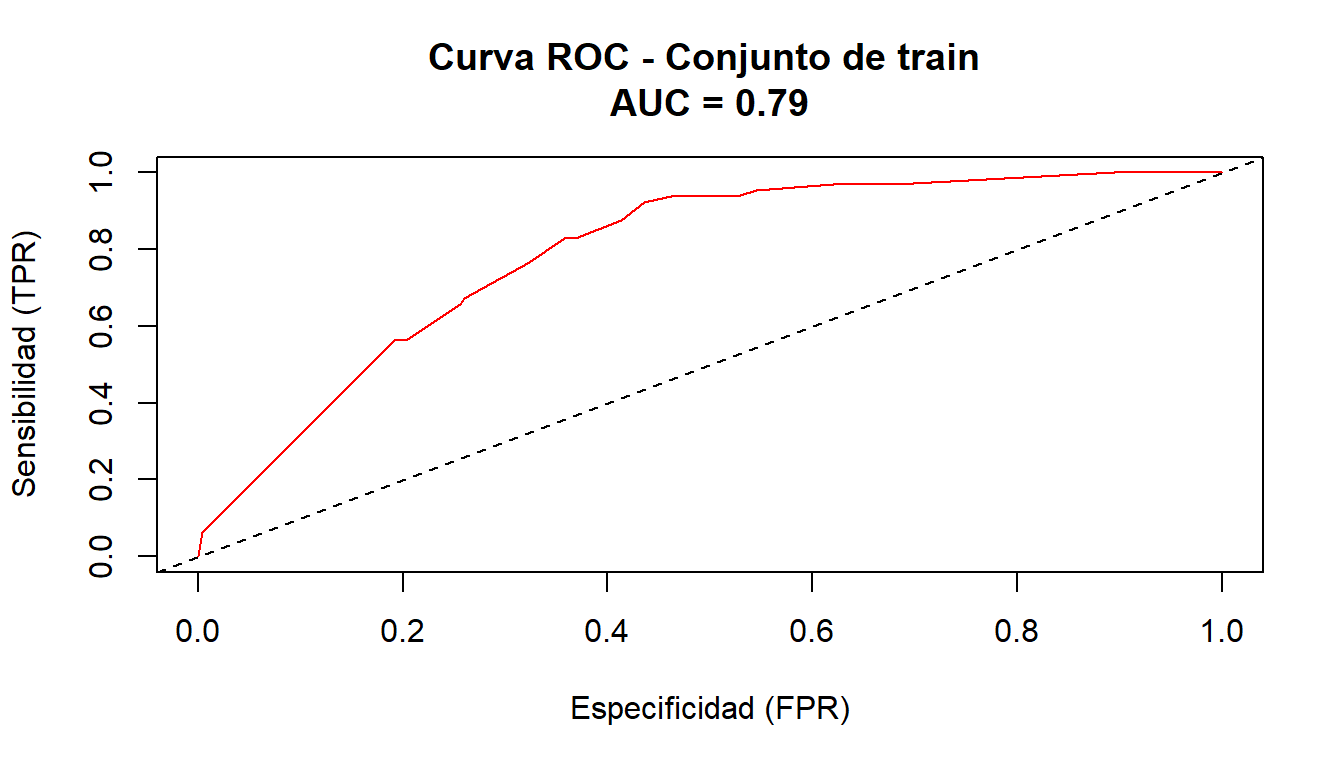 Curva ROC - Conjunto de train
AUC = 0.79
Sensibilidad (TPR)
1.0
0.8
0.6
0.4
0.2
0.0
0.0 0.2 0.4 0.6 0.8 1.0
Especificidad (FPR)